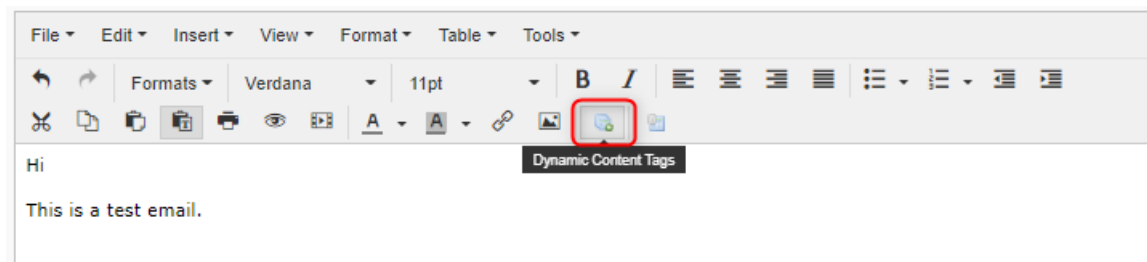 File Edit Insert View Format Table Tools
Formats Verdana 11pt B I
A A
Dynamic Content Tags
Hi
This is a test email.